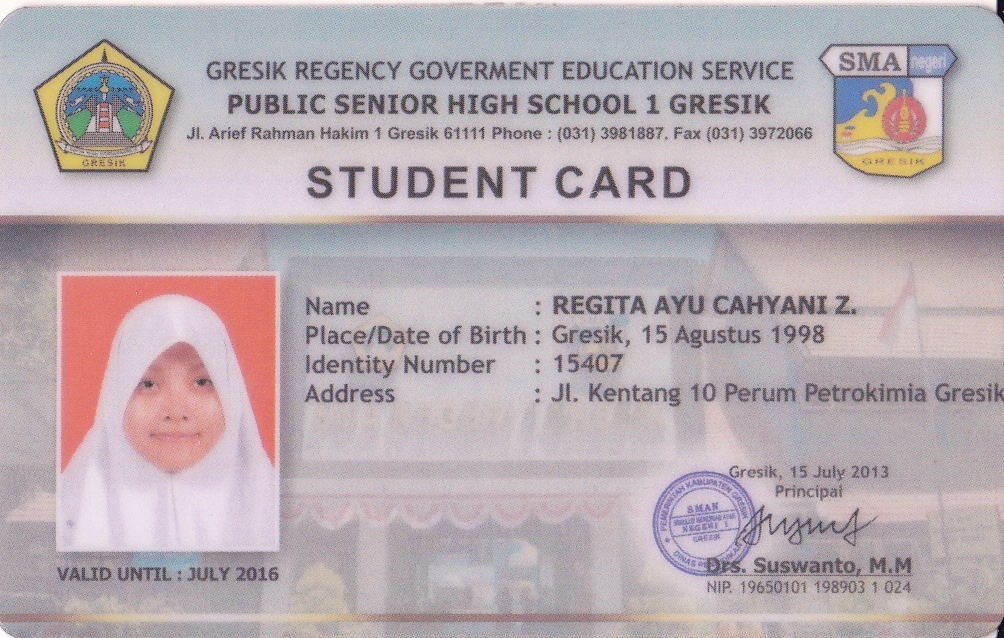 GRESIK REGENCY GOVERMENT EDUCATION SERVICE
PUBLIC SENIOR HIGH SCHOOL 1 GRESIK
Jl. Arief Rahman Hakim 1 Gresik 61111 Phone : (031) 3981887. Fax (031) 3972066
STUDENT CARD
GRESIK
SMA negeri
GRESIK
Name : REGITA AYU CAHYANI Z.
Place/Date of Birth : Gresik, 15 Agustus 1998
Identity Number : 15407
Address : Jl. Kentang 10 Perum Petrokimia Gresik
Gresik, 15 July 2013
Principal
PEMERINTAH KABUPATEN GRESIK
SMAN
NEGERI 1
GRESIK
DINAS
Drs. Suswanto, M.M
NIP. 19650101 198903 1 024
VALID UNTIL : JULY 2016